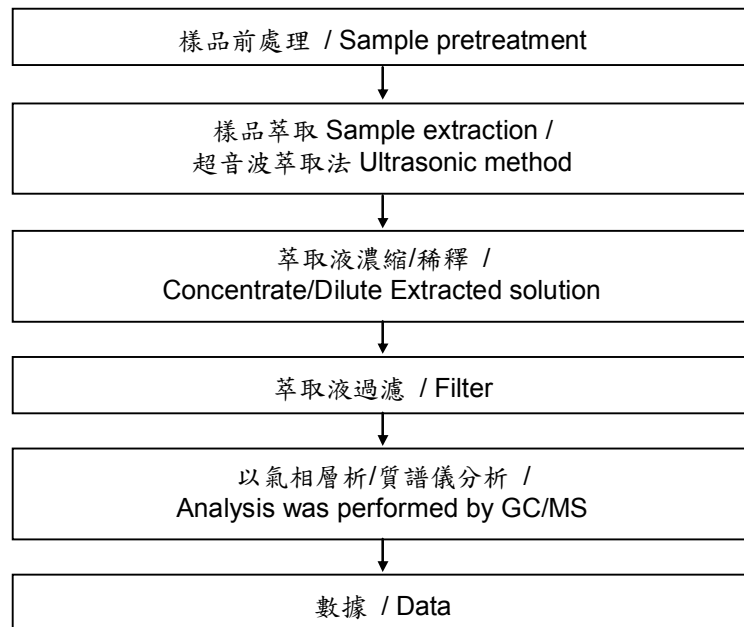 樣品前處理 / Sample pretreatment
樣品萃取 Sample extraction /
超音波萃取法 Ultrasonic method
萃取液濃縮/稀釋 /
Concentrate/Dilute Extracted solution
萃取液過濾 / Filter
以氣相層析/質譜儀分析 /
Analysis was performed by GC/MS
數據 / Data